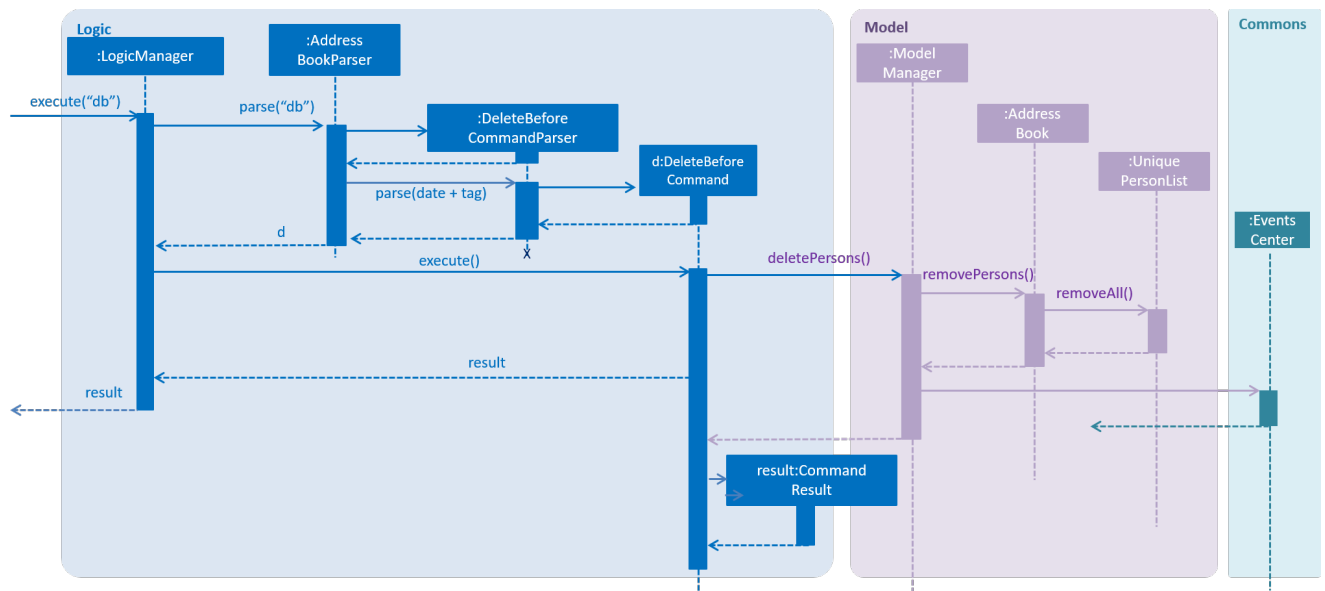 Logic
:LogicManager
:Address
BookParser
Model
:Model
Manager
Commons
execute(“db”)
parse(“db”)
:DeleteBefore
CommandParser
:Address
Book
d:DeleteBefore
Command
:Unique
PersonList
parse(date + tag)
d
:Events
Center
execute()
deletePersons()
removePersons()
removeAll()
result
result
result:Command
Result
X